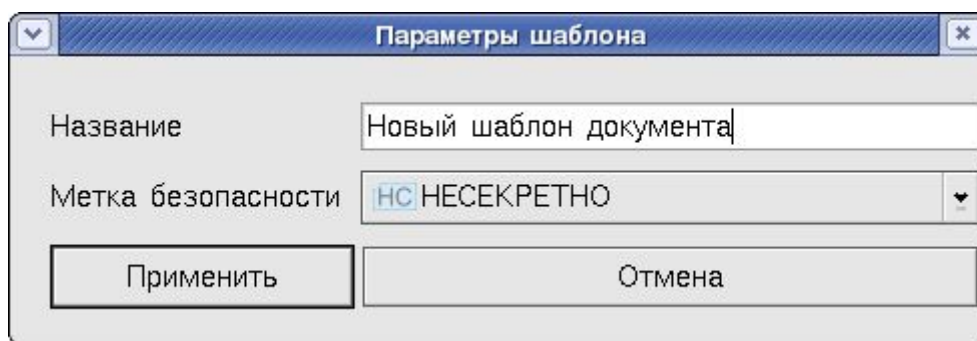 Параметры шаблона
Название Новый шаблон документа
Метка безопасности НС НЕСЕКРЕТНО
Применить Отмена